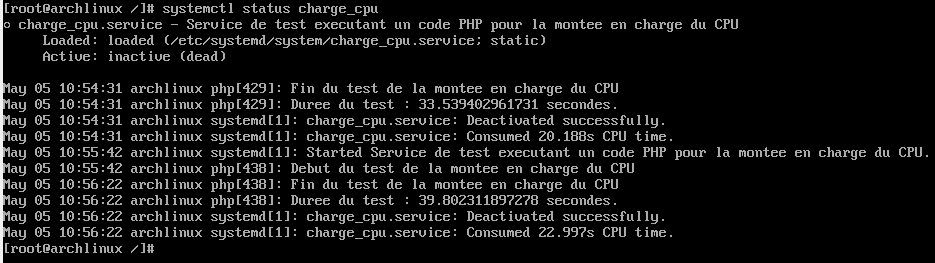 [root@archlinux /]# systemctl status charge_cpu
○ charge_cpu.service - Service de test executant un code PHP pour la montee en charge du CPU
Loaded: loaded (/etc/systemd/system/charge_cpu.service; static)
Active: inactive (dead)
May 05 10:54:31 archlinux php[429]: Fin du test de la montee en charge du CPU
May 05 10:54:31 archlinux php[429]: Duree du test : 33.539402961731 secondes.
May 05 10:54:31 archlinux systemd[1]: charge_cpu.service: Deactivated successfully.
May 05 10:54:31 archlinux systemd[1]: charge_cpu.service: Consumed 20.188s CPU time.
May 05 10:55:42 archlinux systemd[1]: Started Service de test executant un code PHP pour la montee en charge du CPU.
May 05 10:55:42 archlinux php[438]: Debut du test de la montee en charge du CPU
May 05 10:56:22 archlinux php[438]: Fin du test de la montee en charge du CPU
May 05 10:56:22 archlinux php[438]: Duree du test : 39.802311897278 secondes.
May 05 10:56:22 archlinux systemd[1]: charge_cpu.service: Deactivated successfully.
May 05 10:56:22 archlinux systemd[1]: charge_cpu.service: Consumed 22.997s CPU time.
[root@archlinux /]#